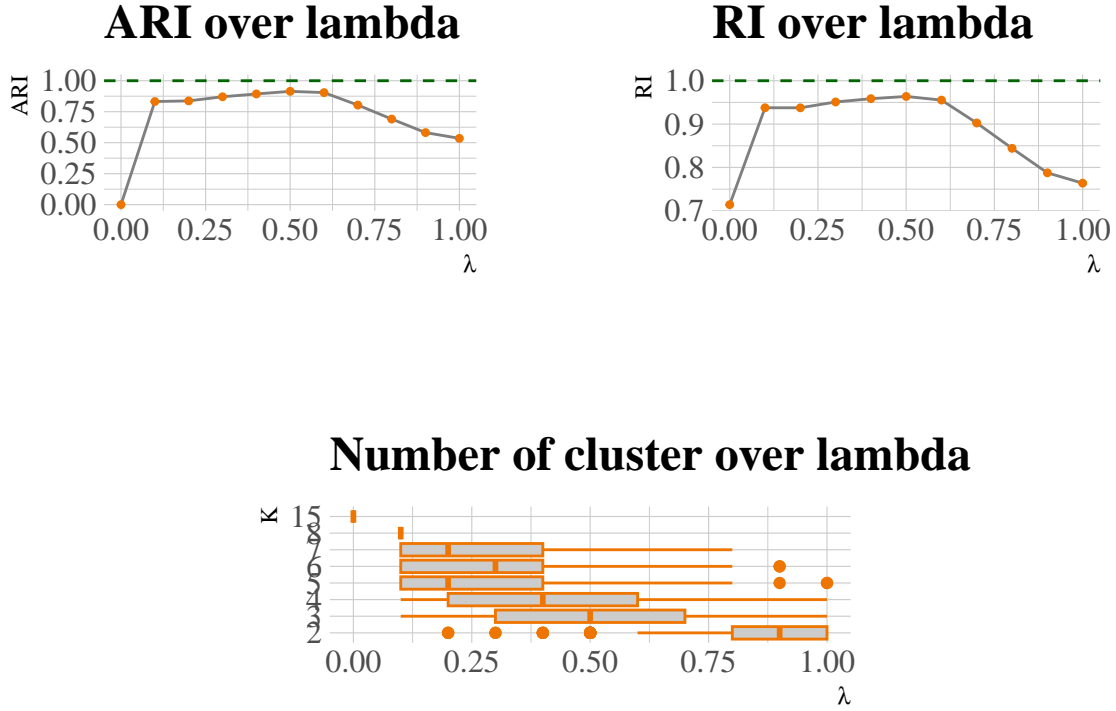 ARI over lambda
ARI
1.00
0.75
0.50
0.25
0.00
0.00 0.25 0.50 0.75 1.00
λ
RI over lambda
RI
1.0
0.9
0.8
0.7
0.00 0.25 0.50 0.75 1.00
λ
Number of cluster over lambda
K
15
8
7
6
5
4
3
2
0.00 0.25 0.50 0.75 1.00
λ